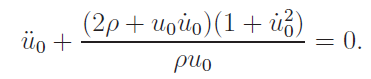 ü₀ + (2ρ + u₀u̇₀)(1 + u̇₀²) / ρu₀ = 0.